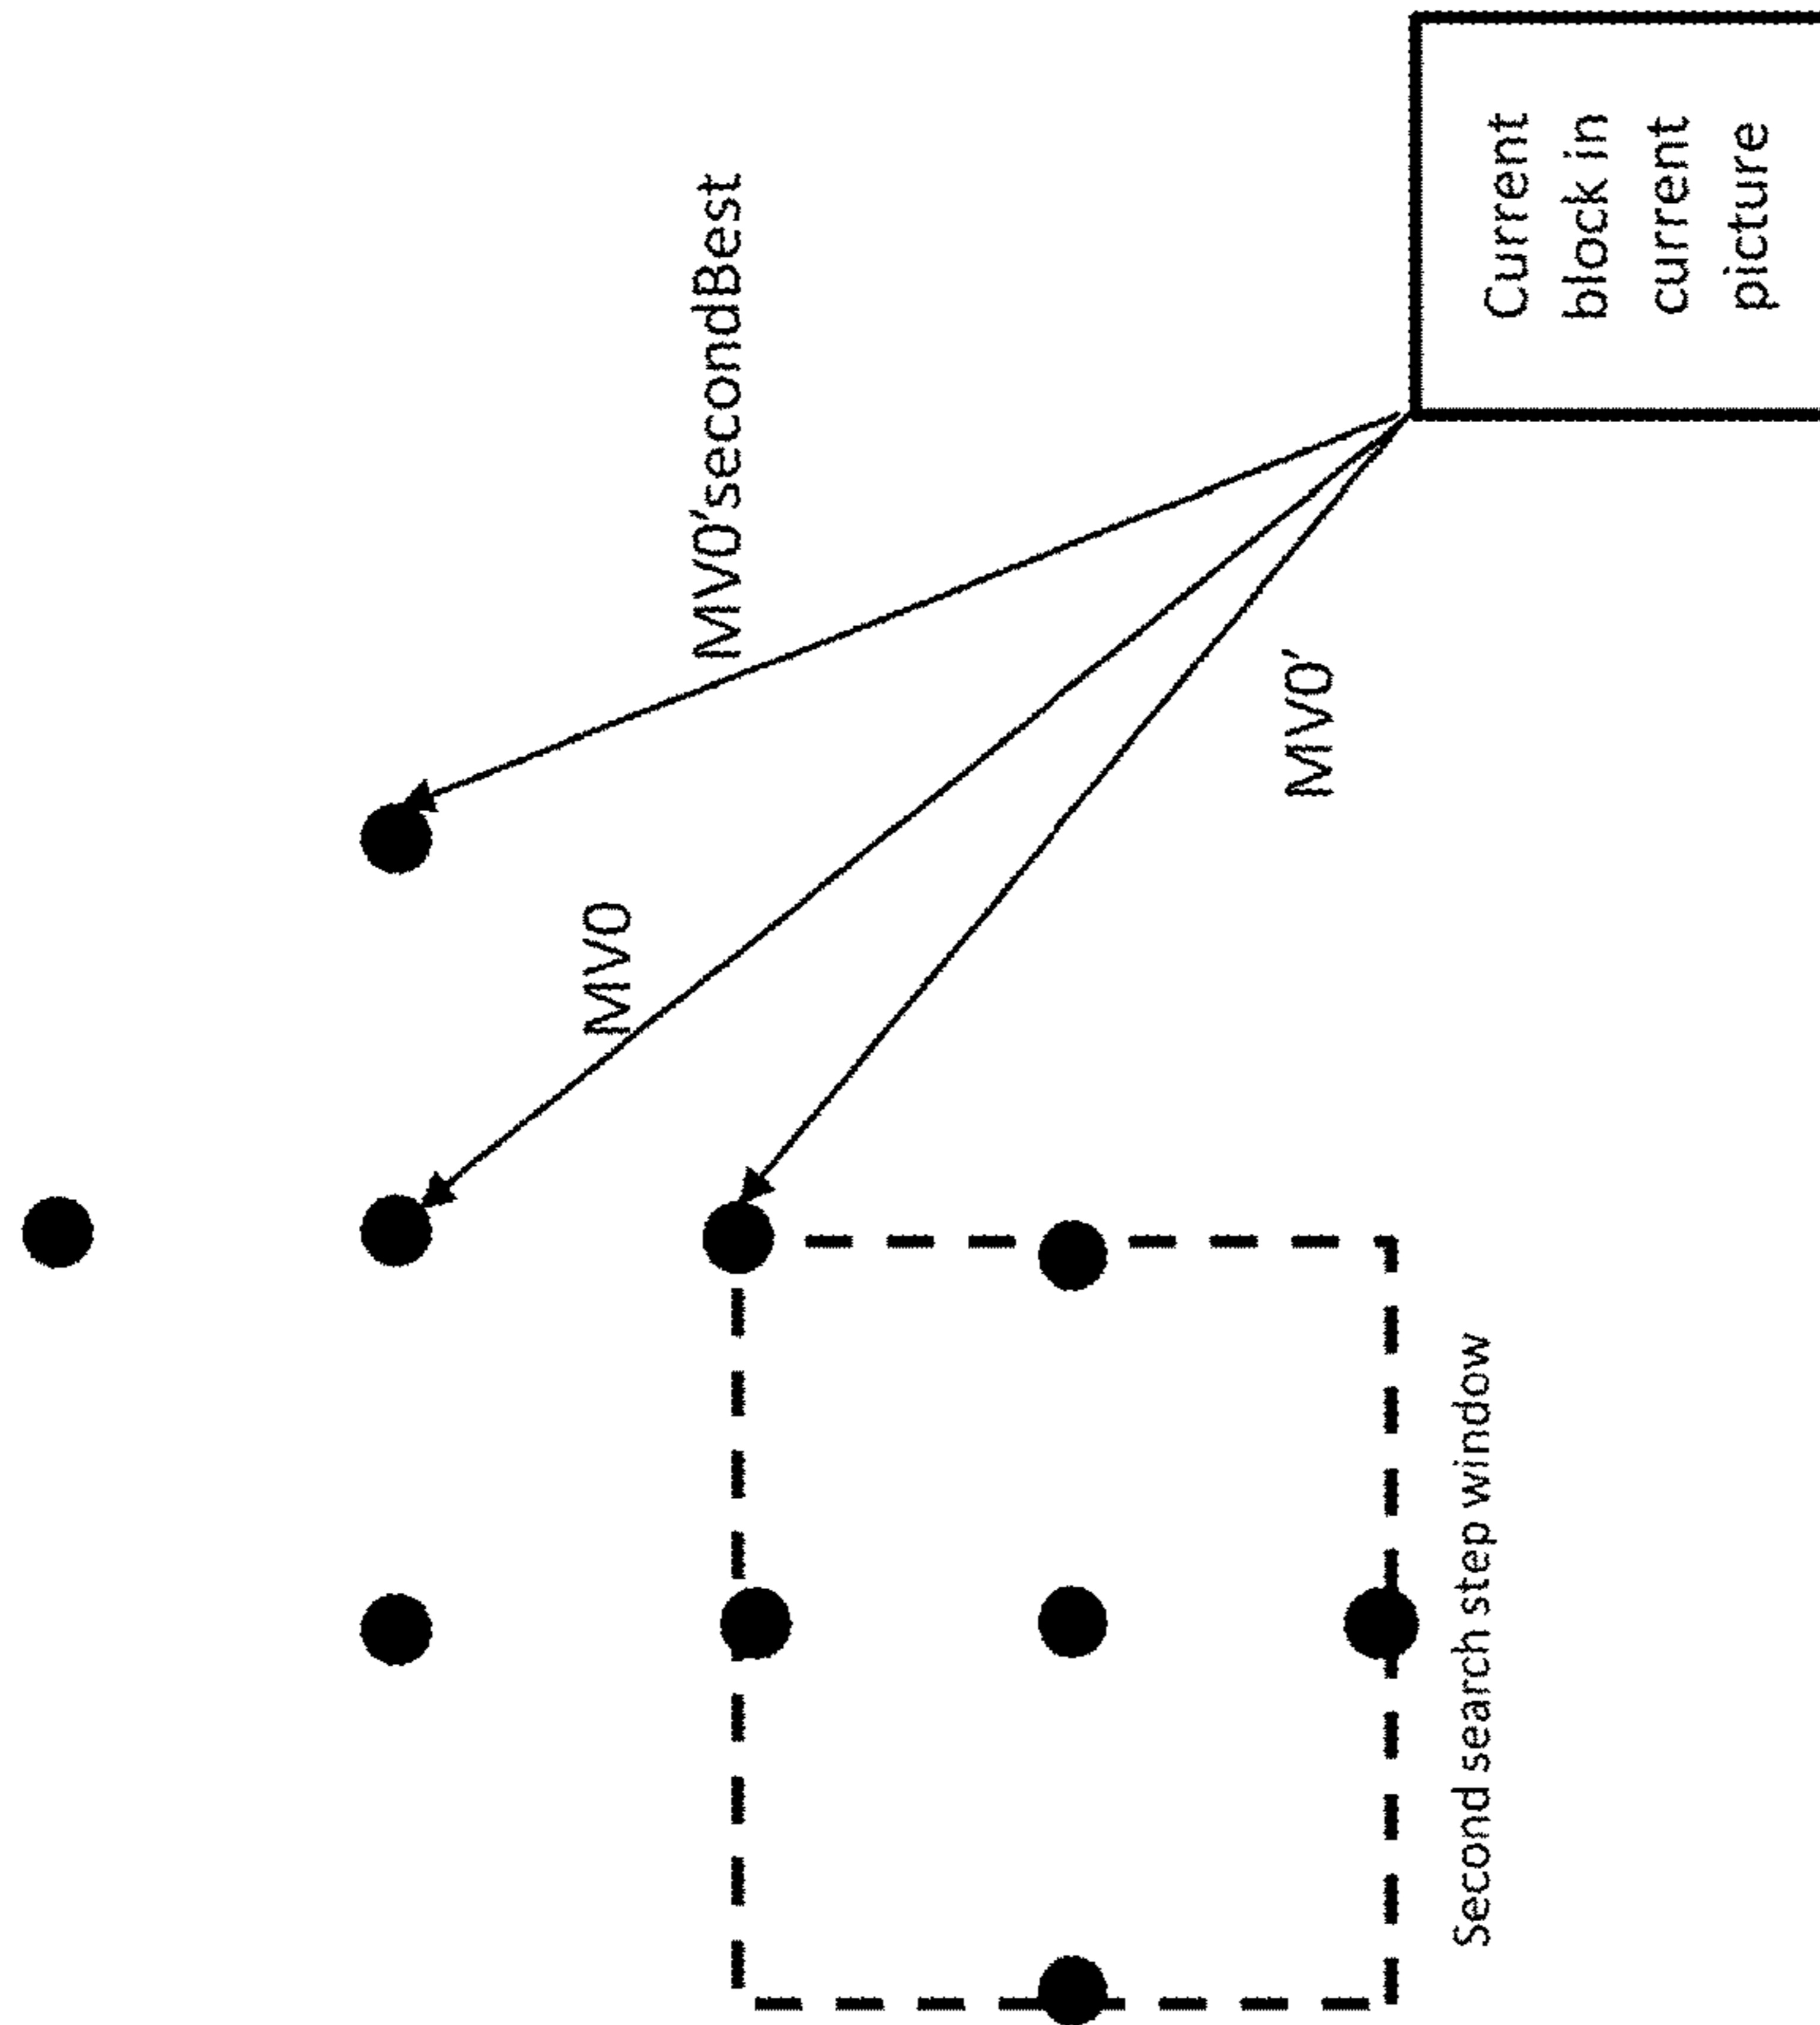 MV0'secondBest
MV0
MV0'
Current
block in
current
picture
Second search step window